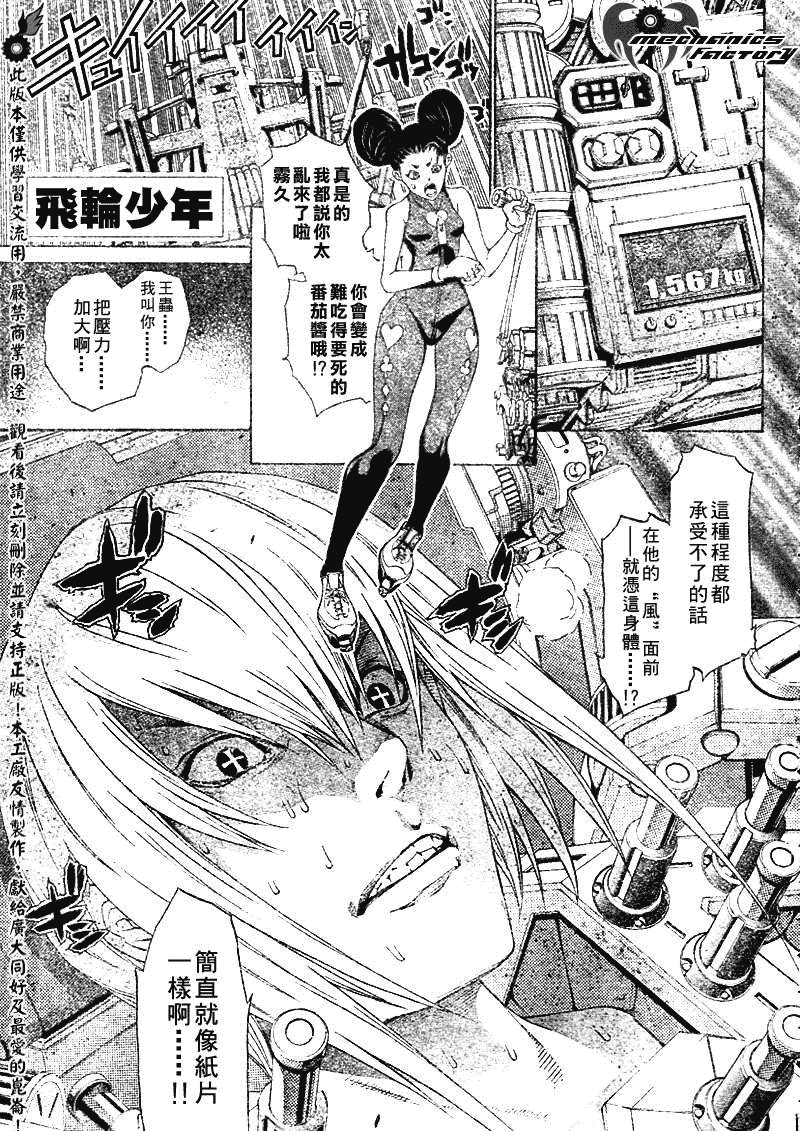 Mechanics
Factory
1.567tg
キュイイイイイイイン
ガコンゴゥッ
真是的
我都說你太
亂來了啦
霧久
你會變成
難吃得要死的
番茄醬哦!?
飛輪少年
王蟲……
我叫你……
把壓力……
加大啊…
這種程度都
承受不了的話
在他的“風”面前
——就憑這身體……!?
ギシ
ギシ
ギシ
簡直就像紙片
一樣啊……!!
此版本僅供學習交流用，嚴禁商業用途，觀看後請立刻刪除並請支持正版！本工廠友情製作，獻給廣大同好及最愛的崑崙！